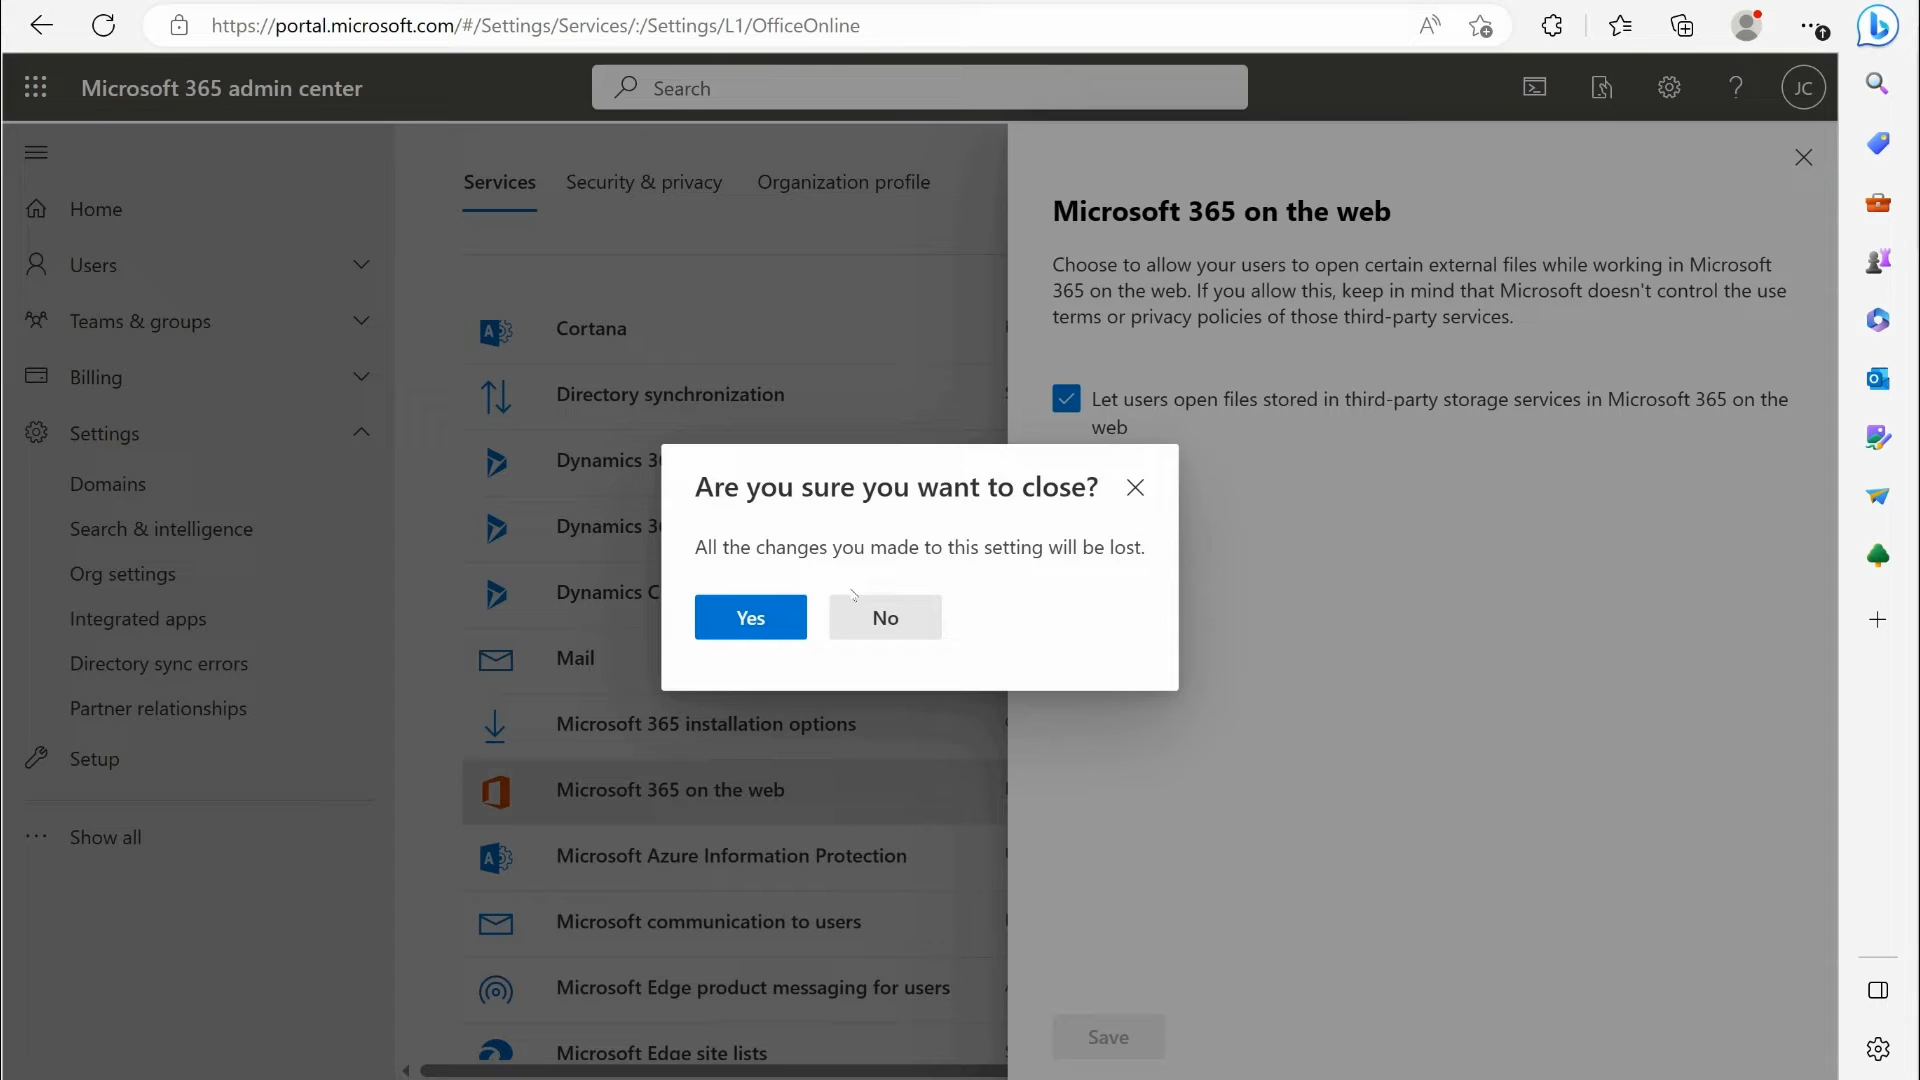 https://portal.microsoft.com/#/Settings/Services/:/Settings/L1/OfficeOnline
Microsoft 365 admin center
Search
JC
Home
Users
Teams & groups
Billing
Settings
Domains
Search & intelligence
Org settings
Integrated apps
Directory sync errors
Partner relationships
Setup
Show all
Services
Security & privacy
Organization profile
Cortana
Directory synchronization
Dynamics
Dynamics
Dynamics
Mail
Microsoft 365 installation options
Microsoft 365 on the web
Microsoft Azure Information Protection
Microsoft communication to users
Microsoft Edge product messaging for users
Microsoft Edge site lists
Microsoft 365 on the web
Choose to allow your users to open certain external files while working in Microsoft
365 on the web. If you allow this, keep in mind that Microsoft doesn't control the use
terms or privacy policies of those third-party services.
Let users open files stored in third-party storage services in Microsoft 365 on the
web
Save
Are you sure you want to close?
All the changes you made to this setting will be lost.
Yes
No